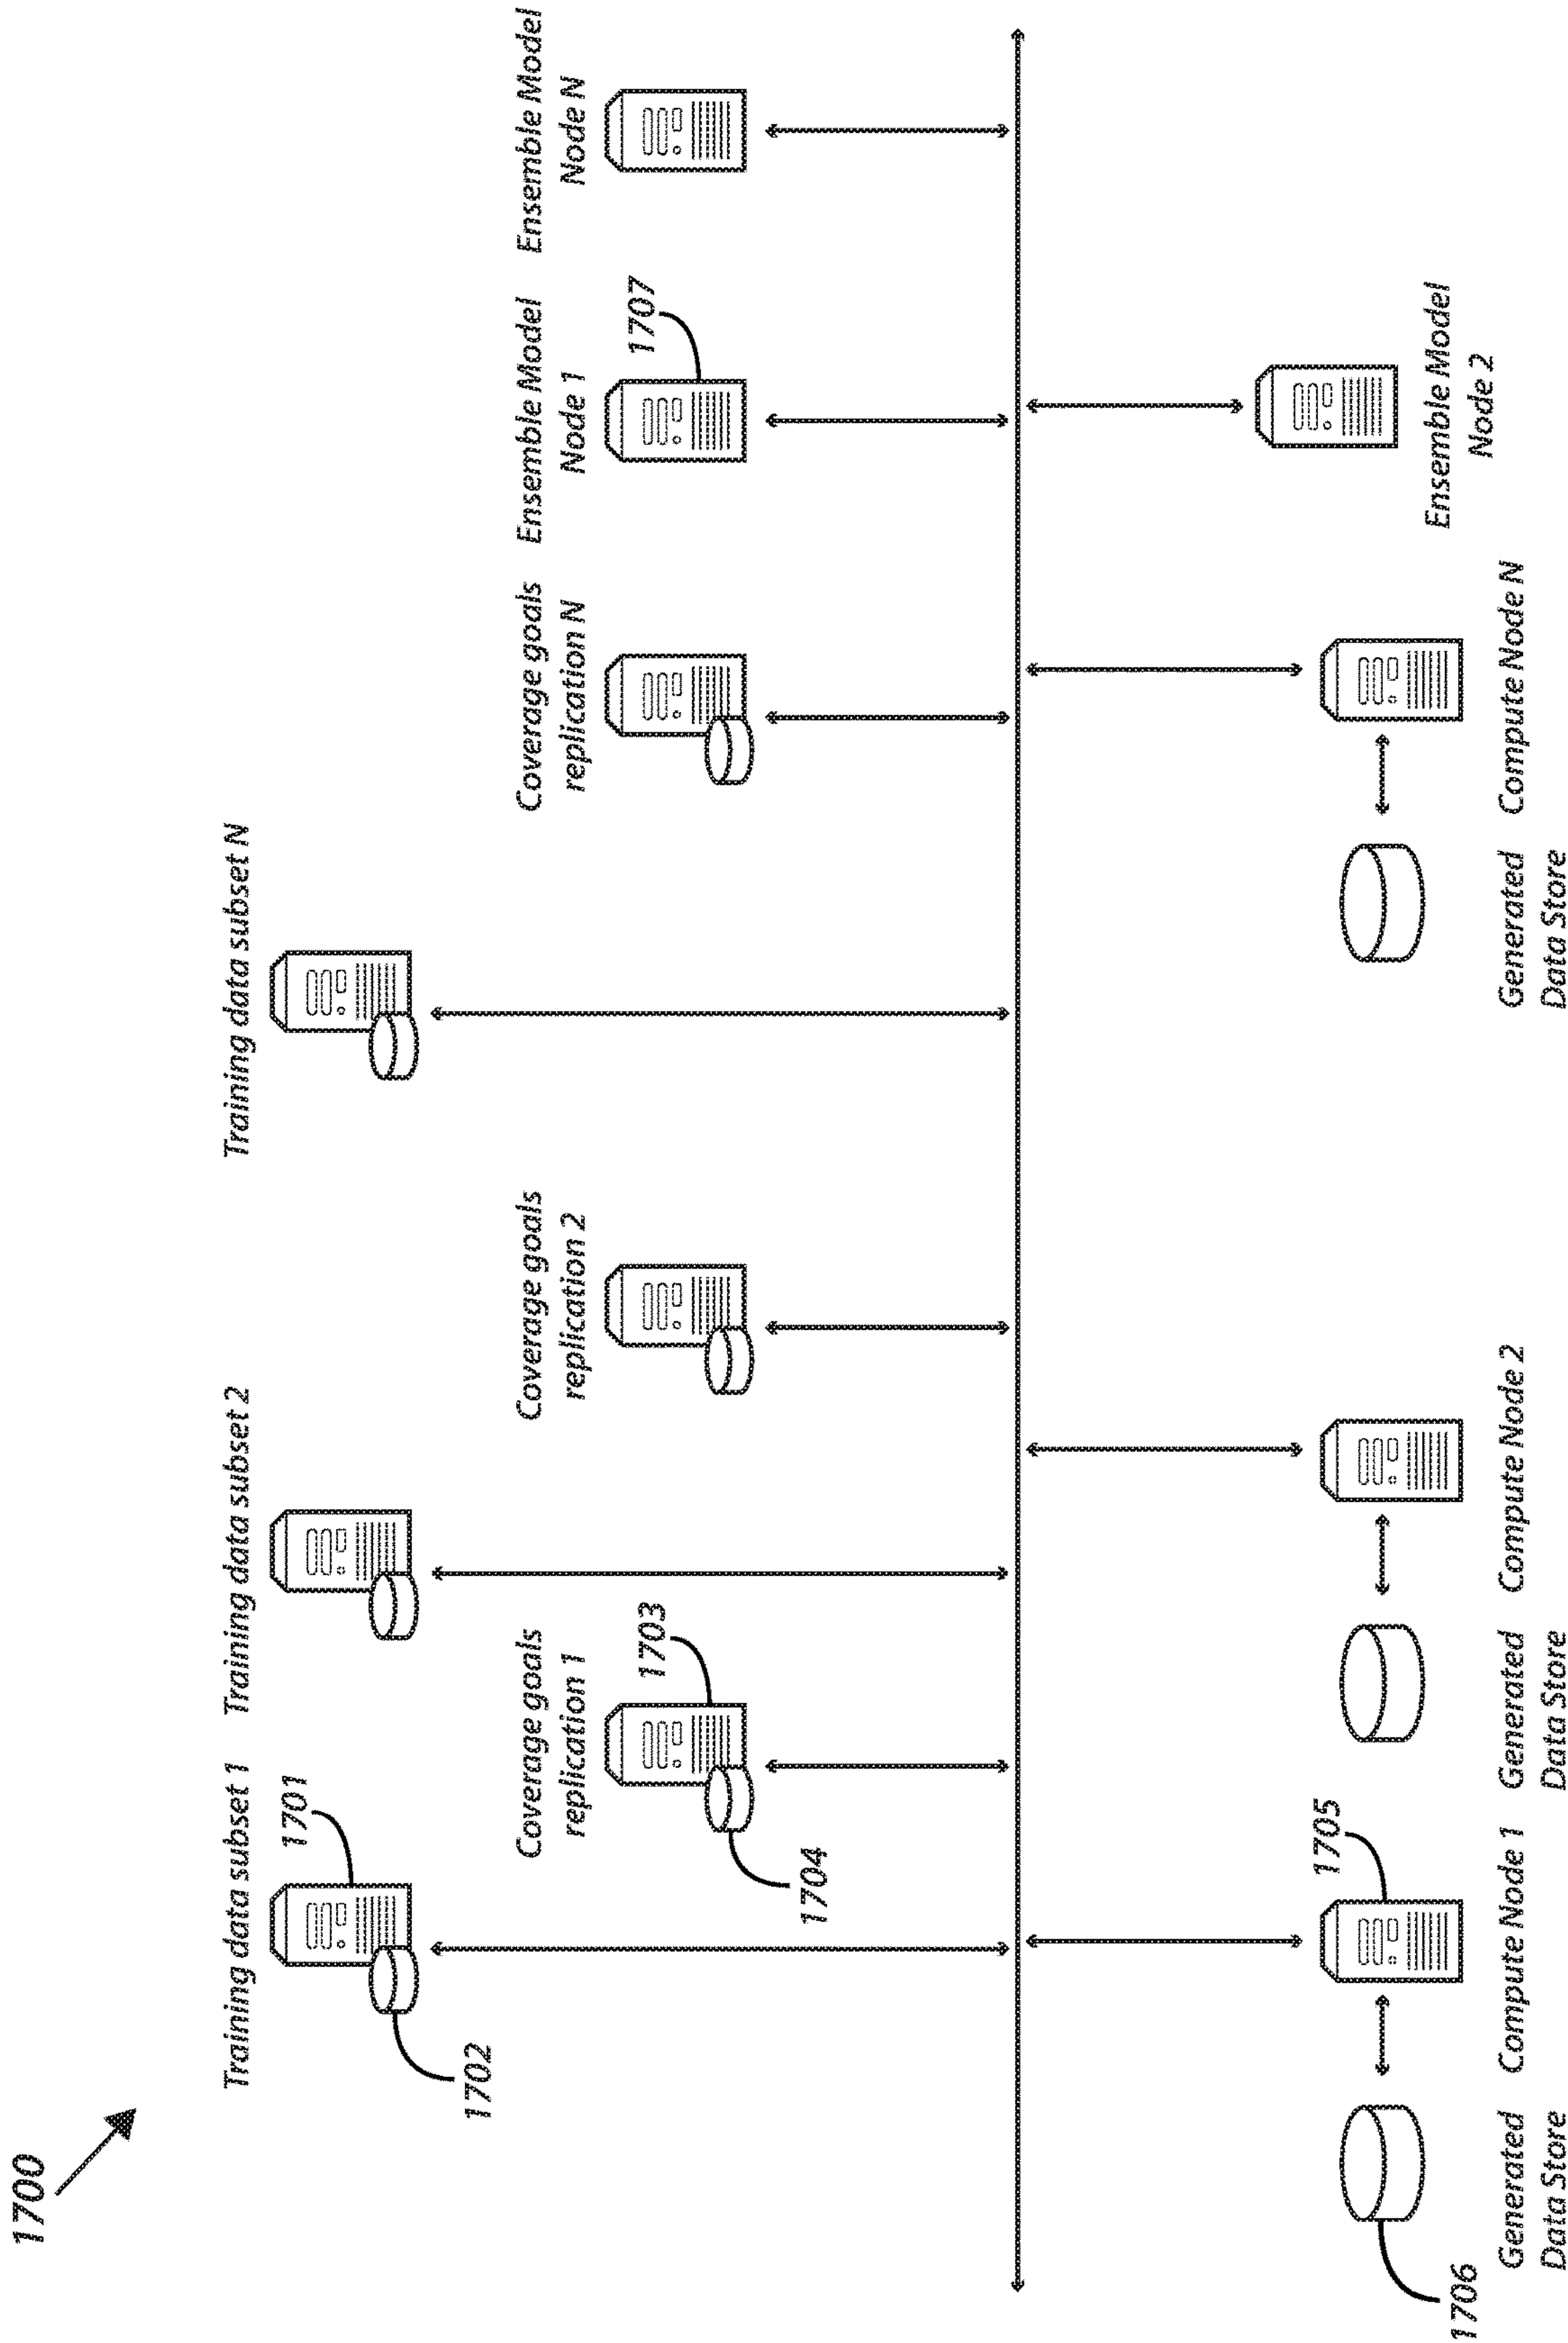 1700
Training data subset 1
1701
1702
Training data subset 2
Training data subset N
Coverage goals
replication 1
1703
1704
Coverage goals
replication 2
Coverage goals
replication N
Ensemble Model
Node 1
1707
Ensemble Model
Node N
1706
Generated
Data Store
1705
Compute Node 1
Generated
Data Store
Compute Node 2
Generated
Data Store
Compute Node N
Ensemble Model
Node 2